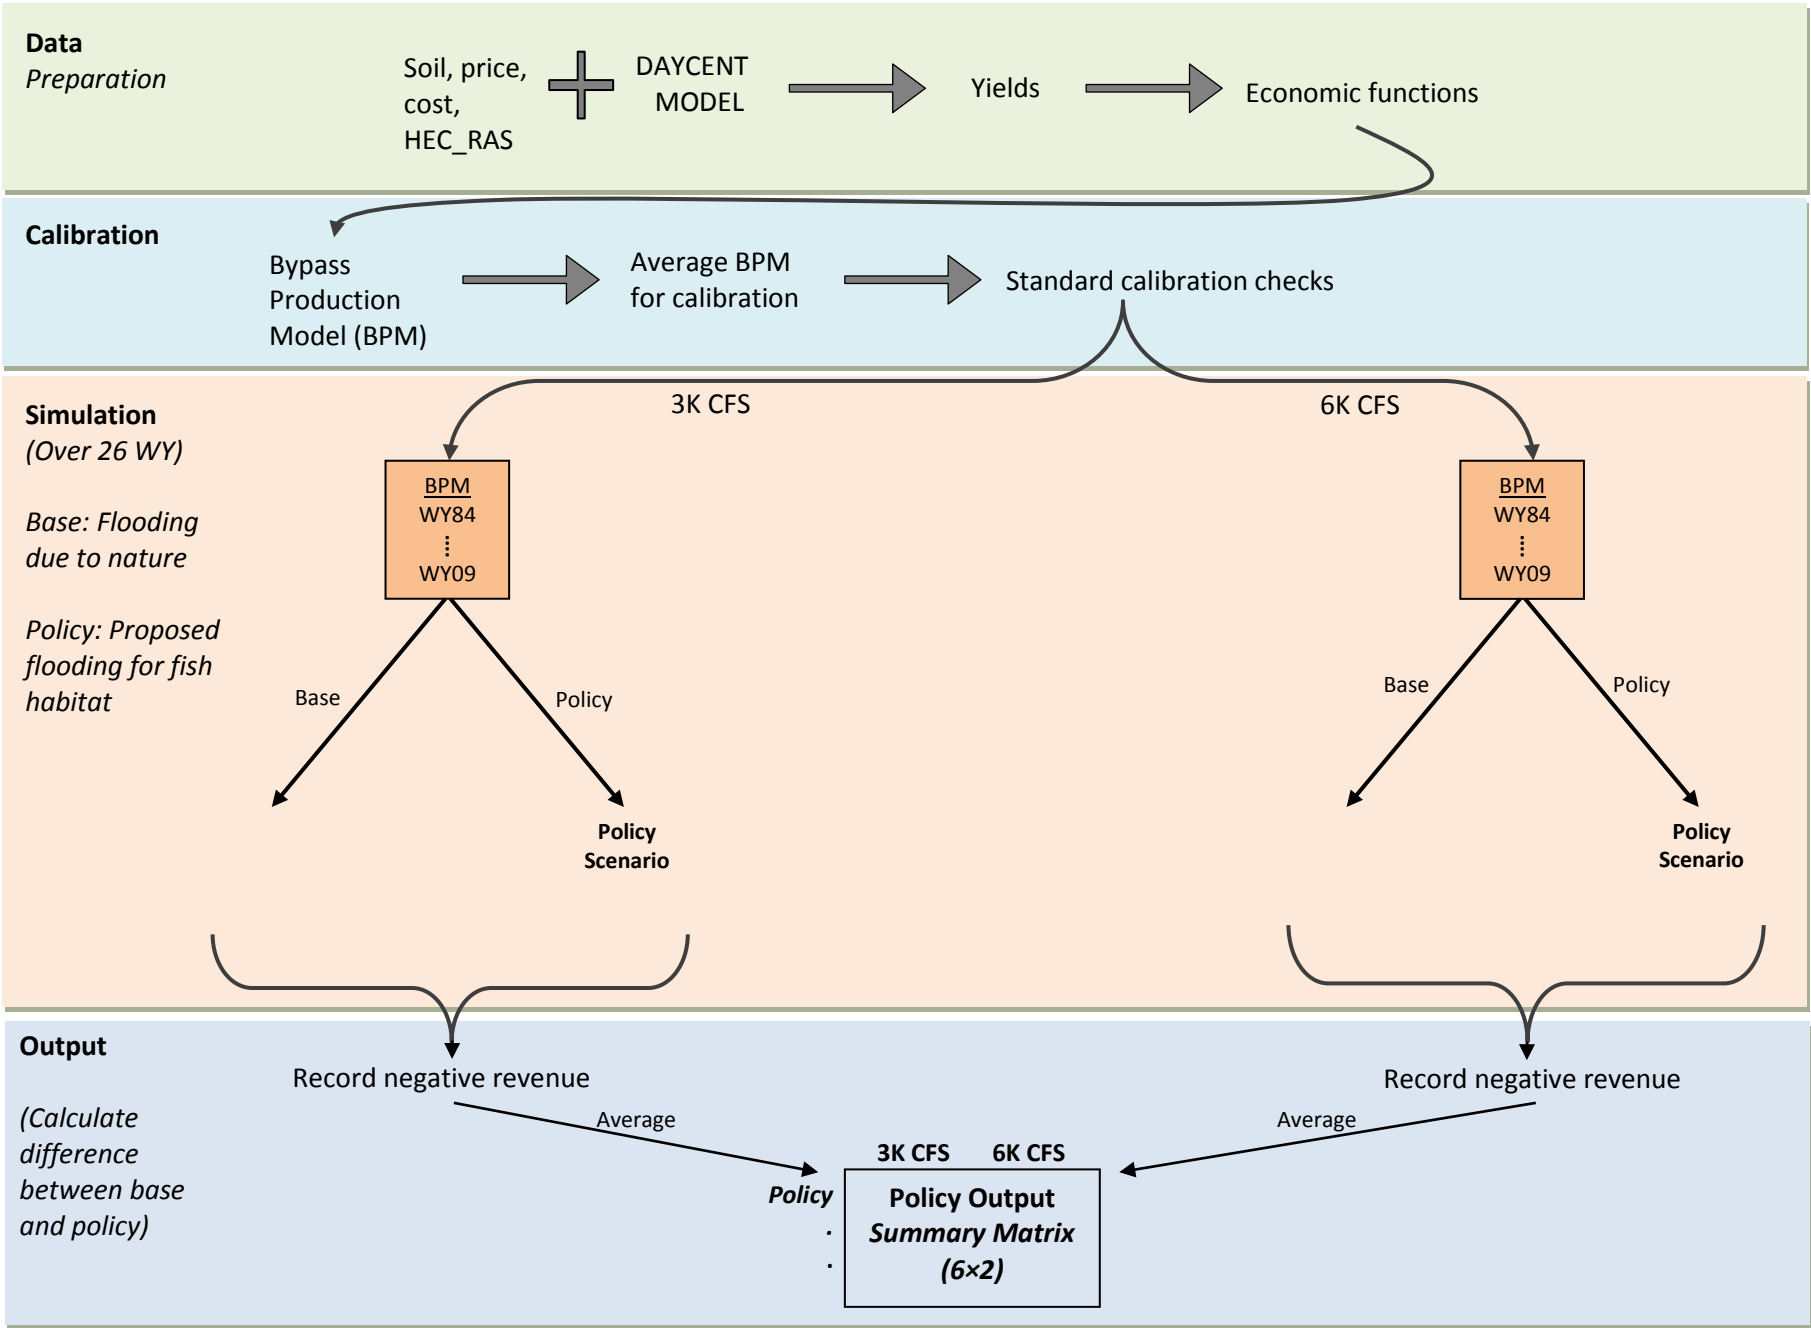 Data
Preparation
Soil, price,
cost,
HEC_RAS
DAYCENT
MODEL
Yields
Economic functions
Calibration
Bypass
Production
Model (BPM)
Average BPM
for calibration
Standard calibration checks
Simulation
(Over 26 WY)
Base: Flooding
due to nature
Policy: Proposed
flooding for fish
habitat
3K CFS
6K CFS
BPM
WY84
WY09
BPM
WY84
WY09
Base
Policy
Base
Policy
Policy
Scenario
Policy
Scenario
Output
(Calculate
difference
between base
and policy)
Record negative revenue
Record negative revenue
Average
Average
3K CFS 6K CFS
Policy
.
.
Policy Output
Summary Matrix
(6×2)